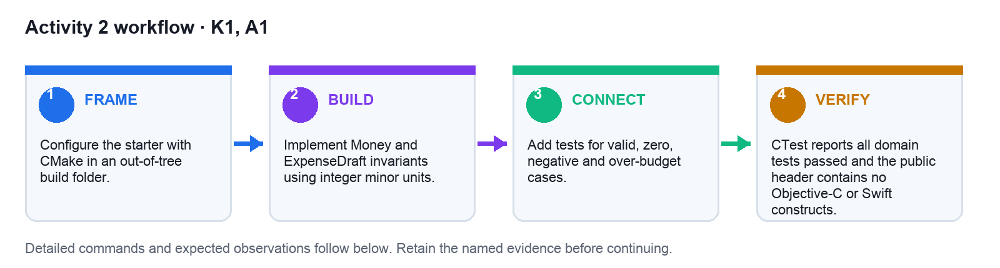 Activity 2 workflow · K1, A1
1
FRAME
Configure the starter with
CMake in an out-of-tree
build folder.
2
BUILD
Implement Money and
ExpenseDraft invariants
using integer minor units.
3
CONNECT
Add tests for valid, zero,
negative and over-budget
cases.
4
VERIFY
CTest reports all domain
tests passed and the public
header contains no
Objective-C or Swift
constructs.
Detailed commands and expected observations follow below. Retain the named evidence before continuing.